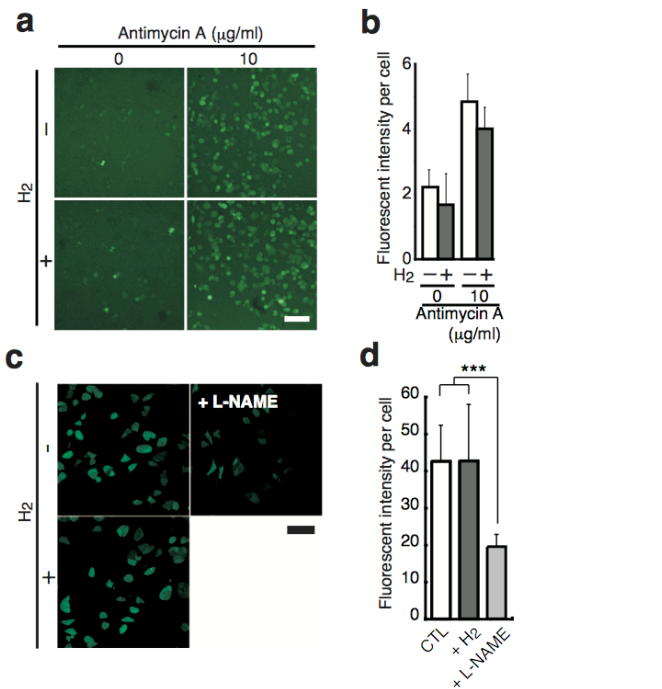 a
Antimycin A (μg/ml)
0 10
H2
−
+
b
Fluorescent intensity per cell
6
4
2
0
H2 − + − +
0 10
Antimycin A
(μg/ml)
c
+ L-NAME
H2
-
+
d
***
Fluorescent intensity per cell
60
50
40
30
20
10
0
CTL
+ H2
+ L-NAME